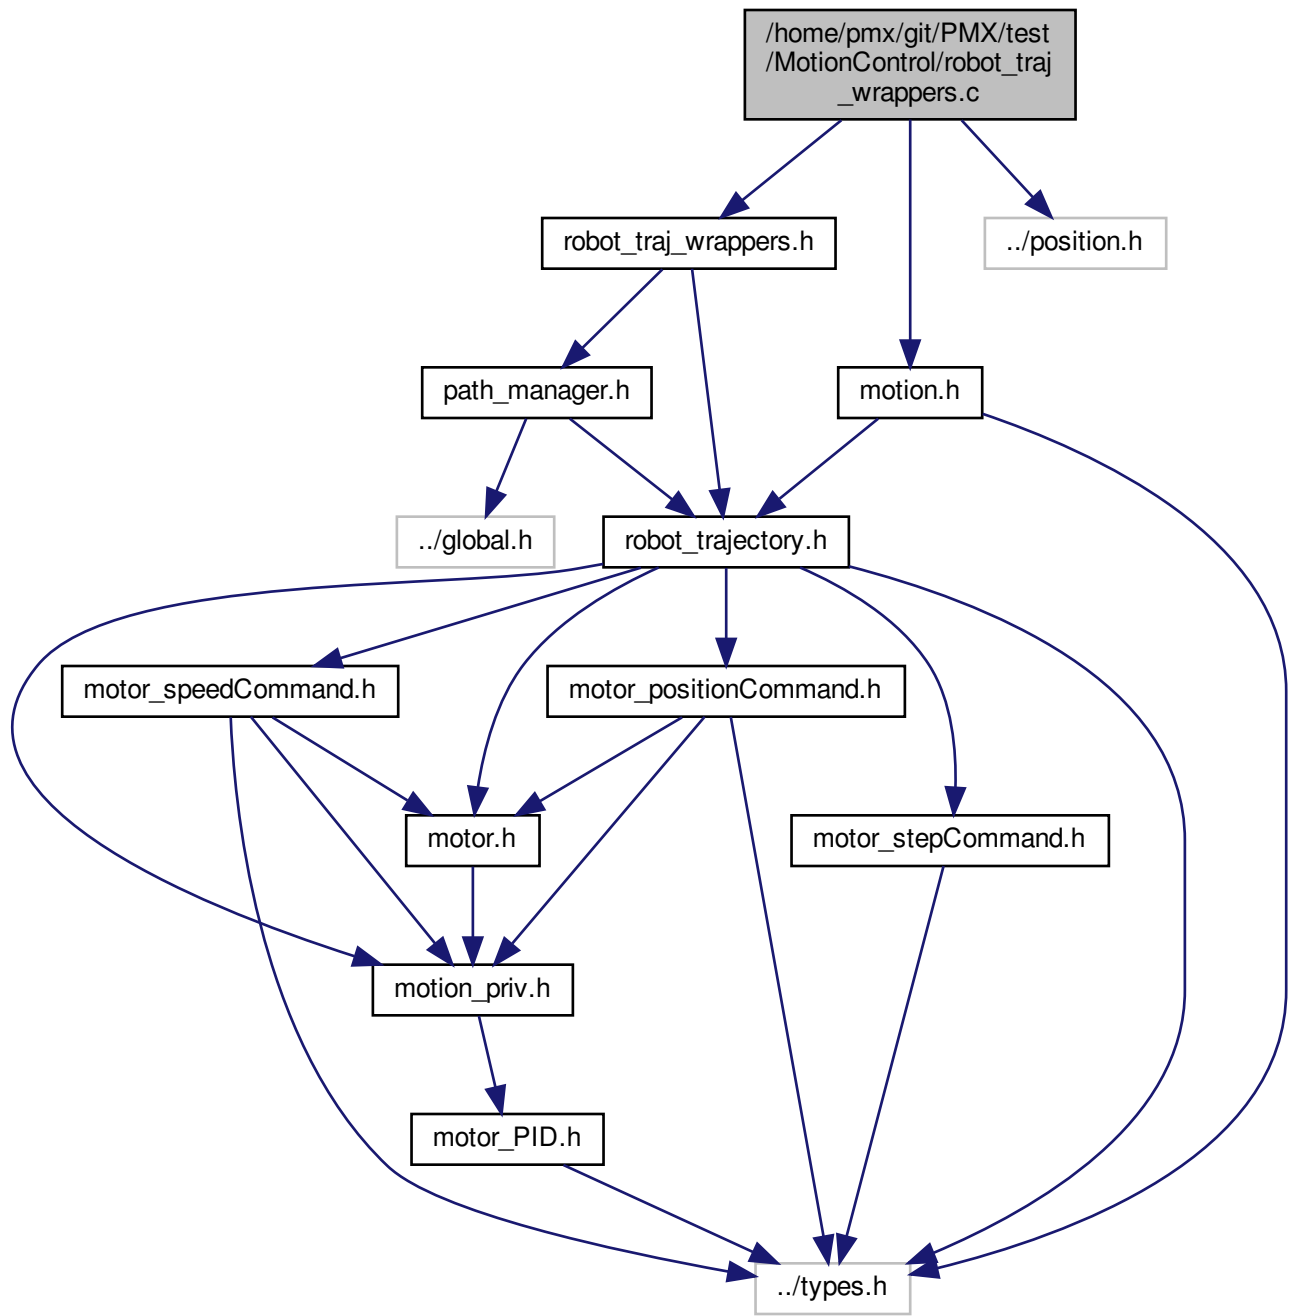 /home/pmx/git/PMX/test
/MotionControl/robot_traj
_wrappers.c
robot_traj_wrappers.h
../position.h
path_manager.h
motion.h
../global.h
robot_trajectory.h
motor_speedCommand.h
motor_positionCommand.h
motor.h
motor_stepCommand.h
motion_priv.h
motor_PID.h
../types.h